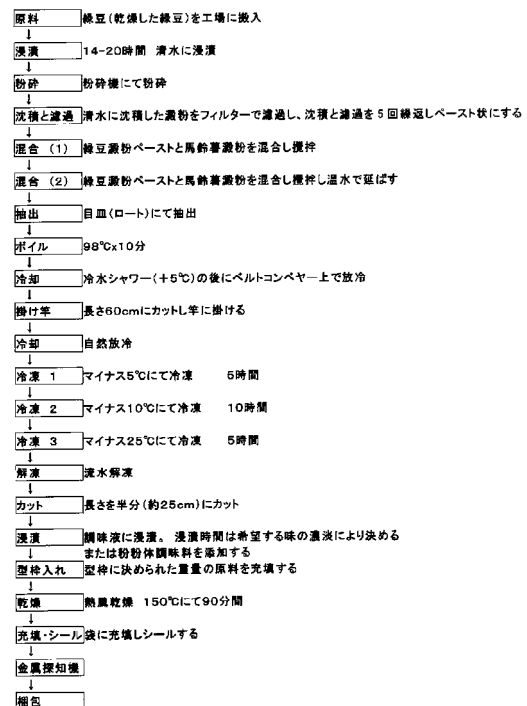 原料 緑豆(乾燥した緑豆)を工場に搬入
↓
浸漬 14-20時間 清水に浸漬
↓
粉砕 粉砕機にて粉砕
↓
沈積と濾過 清水に沈積した澱粉をフィルターで濾過し、沈積と濾過を5回繰返しペースト状にする
↓
混合 (1) 緑豆澱粉ペーストと馬鈴薯澱粉を混合し攪拌
↓
混合 (2) 緑豆澱粉ペーストと馬鈴薯澱粉を混合し攪拌し温水で延ばす
↓
抽出 目皿(ロート)にて抽出
↓
ボイル 98℃x10分
↓
冷却 冷水シャワー(+5℃)の後にベルトコンベヤー上で放冷
↓
掛け竿 長さ60cmにカットし竿に掛ける
↓
冷却 自然放冷
↓
冷凍 1 マイナス5℃にて冷凍 5時間
↓
冷凍 2 マイナス10℃にて冷凍 10時間
↓
冷凍 3 マイナス25℃にて冷凍 5時間
↓
解凍 流水解凍
↓
カット 長さを半分(約25cm)にカット
↓
浸漬 調味液に浸漬。 浸漬時間は希望する味の濃淡により決める
↓ または粉粉体調味料を添加する
型枠入れ 型枠に決められた重量の原料を充填する
↓
乾燥 熱風乾燥 150℃にて90分間
↓
充填・シール 袋に充填しシールする
↓
金属探知機
↓
梱包